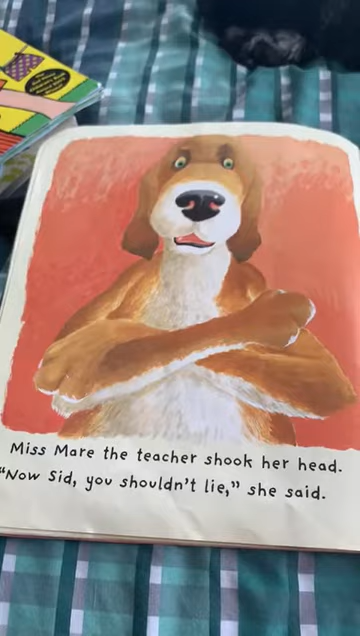 Miss Mare the teacher shook her head.
"Now Sid, you shouldn't lie," she said.